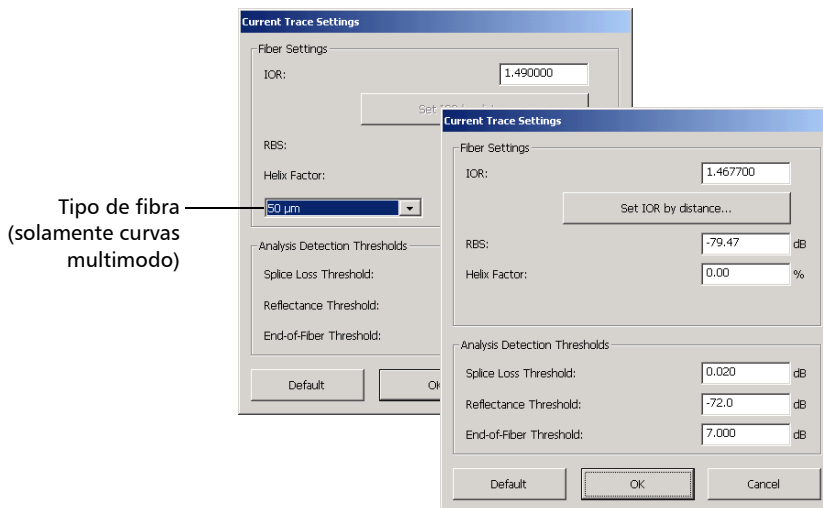 Current Trace Settings
Fiber Settings
IOR:
1.490000
Set
RBS:
Helix Factor:
50 µm
Tipo de fibra
(solamente curvas
multimodo)
Analysis Detection Thresholds
Splice Loss Threshold:
Reflectance Threshold:
End-of-Fiber Threshold:
Default
Current Trace Settings
Fiber Settings
IOR:
1.467700
Set IOR by distance...
RBS:
-79.47
dB
Helix Factor:
0.00
%
Analysis Detection Thresholds
Splice Loss Threshold:
0.020
dB
Reflectance Threshold:
-72.0
dB
End-of-Fiber Threshold:
7.000
dB
Default
OK
Cancel